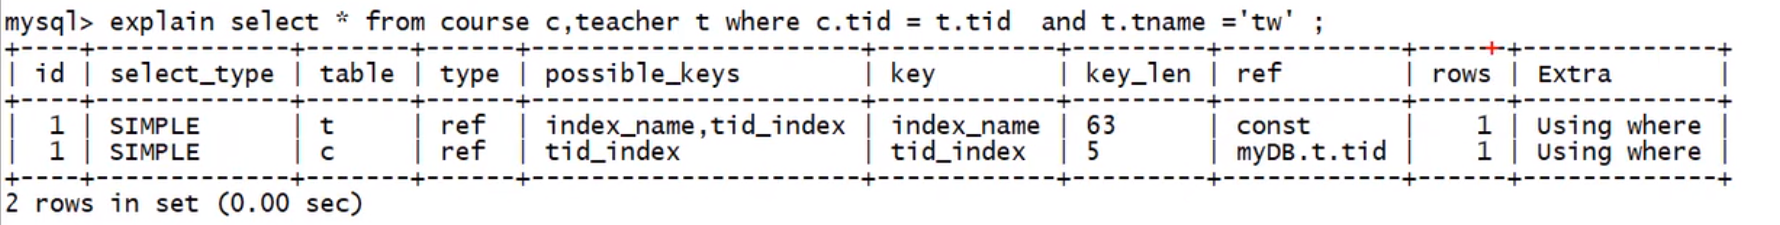 mysql> explain select * from course c,teacher t where c.tid = t.tid  and t.tname ='tw' ;
+----+-------------+-------+------+----------------------+------------+---------+------------+------+-------------+
| id | select_type | table | type | possible_keys        | key        | key_len | ref        | rows | Extra       |
+----+-------------+-------+------+----------------------+------------+---------+------------+------+-------------+
|  1 | SIMPLE      | t     | ref  | index_name,tid_index | index_name | 63      | const      |    1 | Using where |
|  1 | SIMPLE      | c     | ref  | tid_index            | tid_index  | 5       | myDB.t.tid |    1 | Using where |
+----+-------------+-------+------+----------------------+------------+---------+------------+------+-------------+
2 rows in set (0.00 sec)